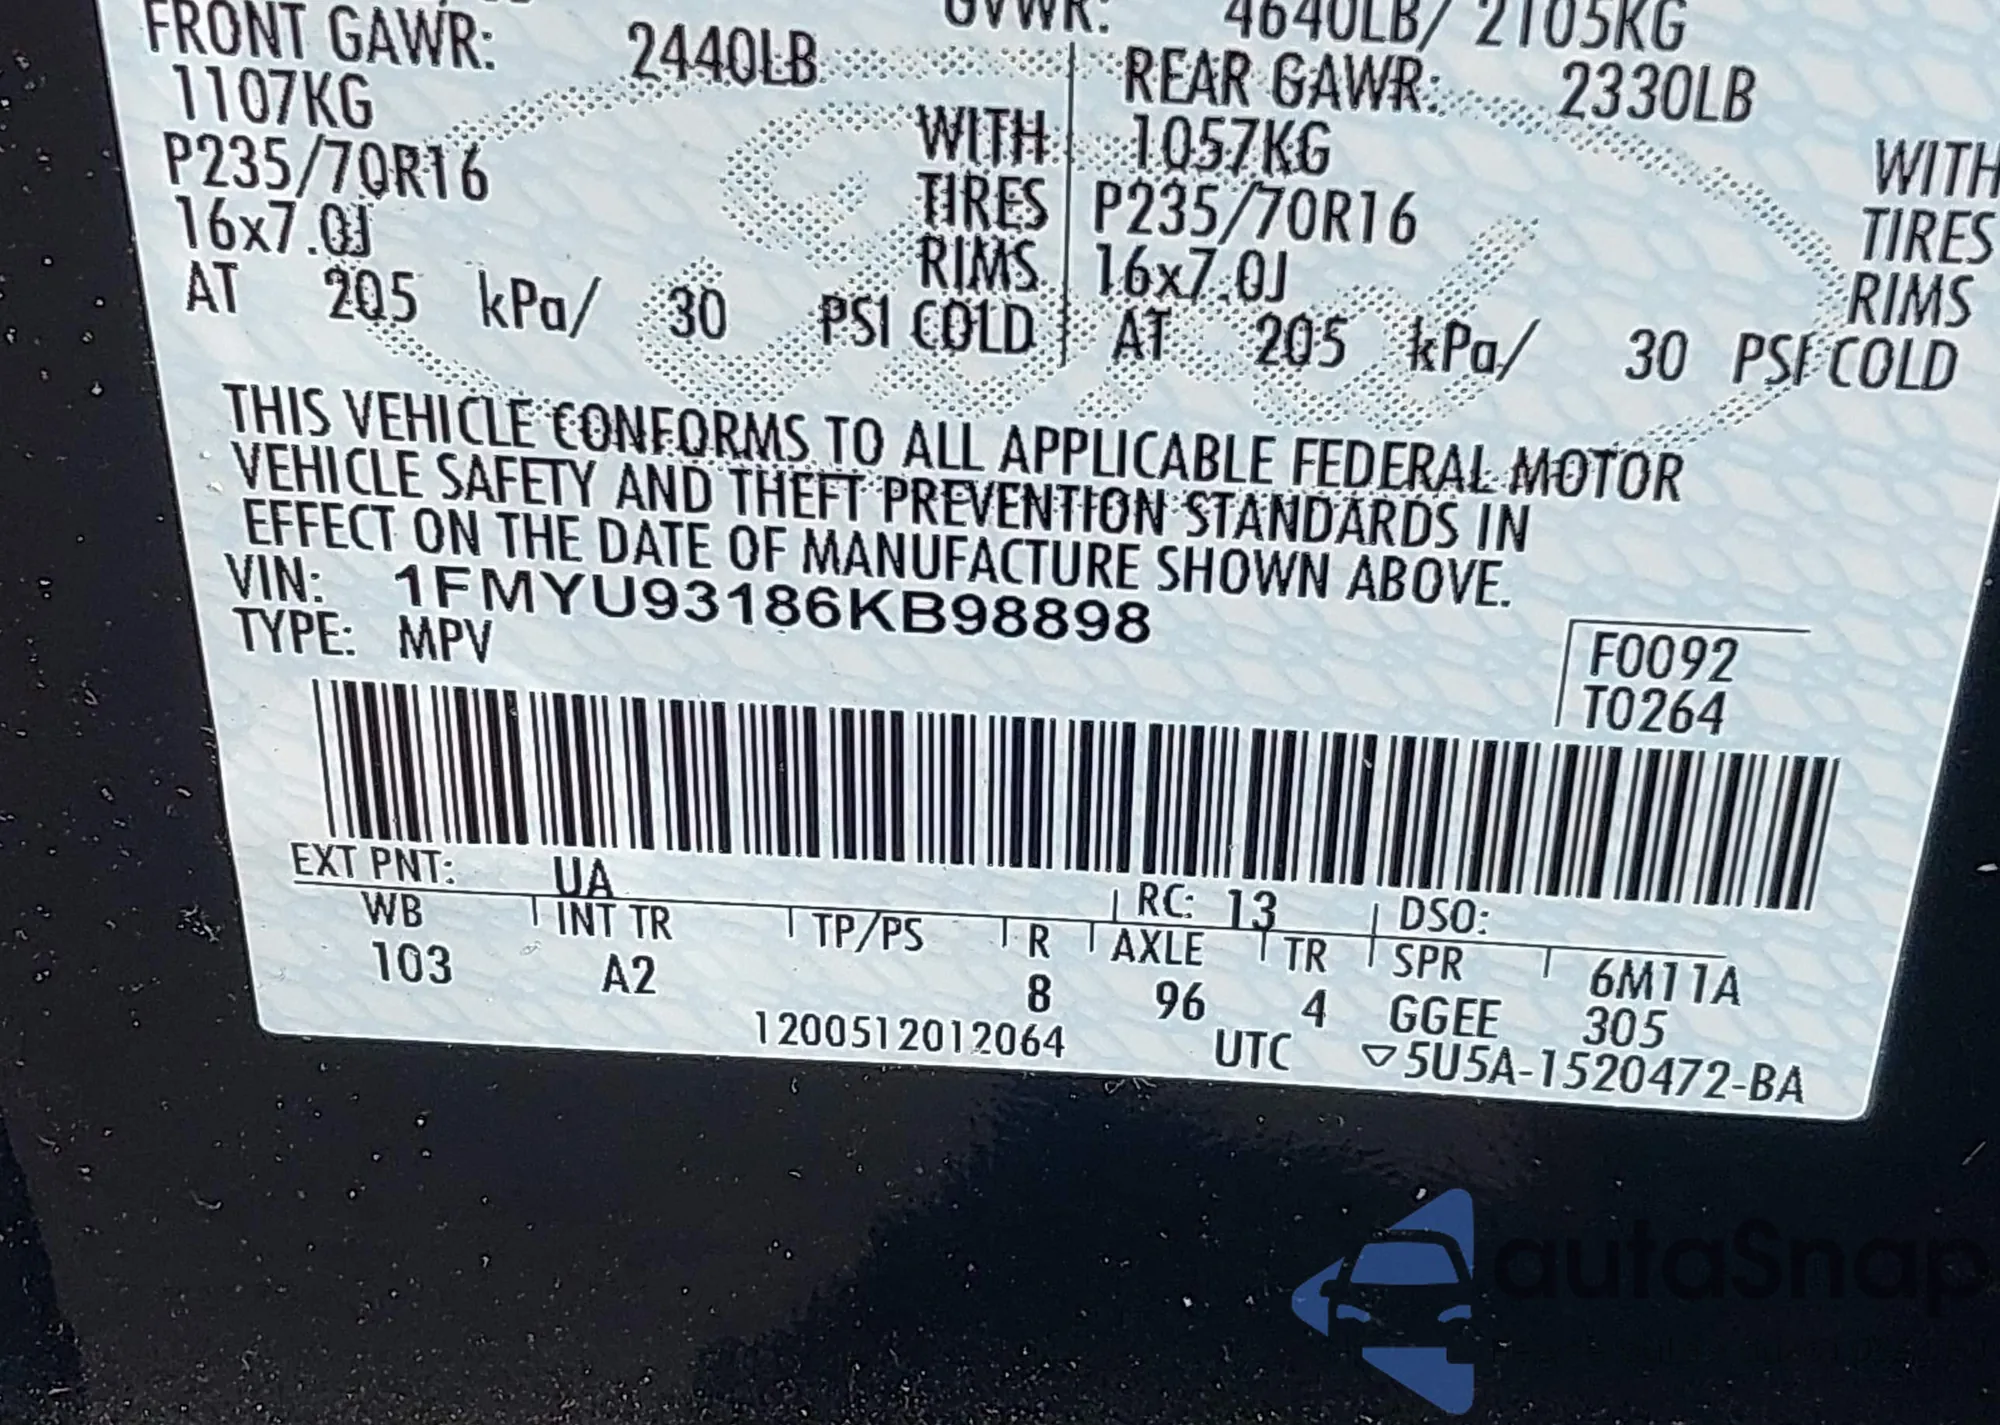 GVWR: 4640LB/ 2105KG
FRONT GAWR: 2440LB
1107KG WITH
P235/70R16 TIRES
16x7.0J RIMS
AT 205 kPa/ 30 PSI COLD
REAR GAWR: 2330LB
1057KG WITH
P235/70R16 TIRES
16x7.0J RIMS
AT 205 kPa/ 30 PSI COLD
THIS VEHICLE CONFORMS TO ALL APPLICABLE FEDERAL MOTOR
VEHICLE SAFETY AND THEFT PREVENTION STANDARDS IN
EFFECT ON THE DATE OF MANUFACTURE SHOWN ABOVE.
VIN: 1FMYU93186KB98898
TYPE: MPV
F0092
T0264
EXT PNT: UA RC: 13 DSO:
WB INT TR TP/PS R AXLE TR SPR 6M11A
103 A2 8 96 4 GGEE 305
1200512012064 UTC ▽5U5A-1520472-BA
autaSnap